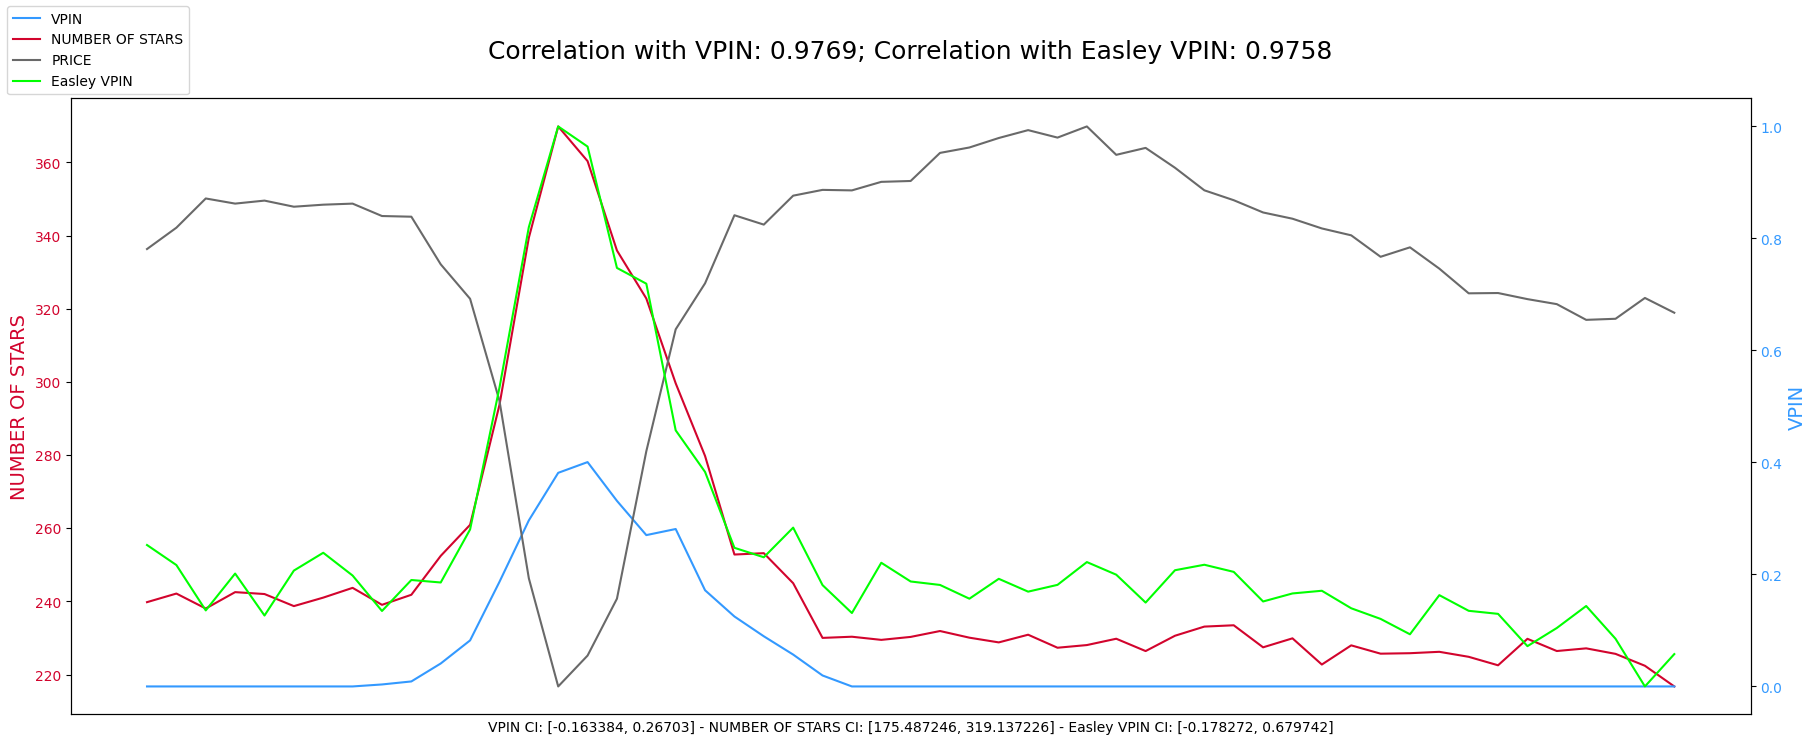 VPIN
NUMBER OF STARS
PRICE
Easley VPIN
Correlation with VPIN: 0.9769; Correlation with Easley VPIN: 0.9758
NUMBER OF STARS
360
340
320
300
280
260
240
220
1.0
0.8
0.6
0.4
0.2
0.0
VPIN
VPIN CI: [-0.163384, 0.26703] - NUMBER OF STARS CI: [175.487246, 319.137226] - Easley VPIN CI: [-0.178272, 0.679742]